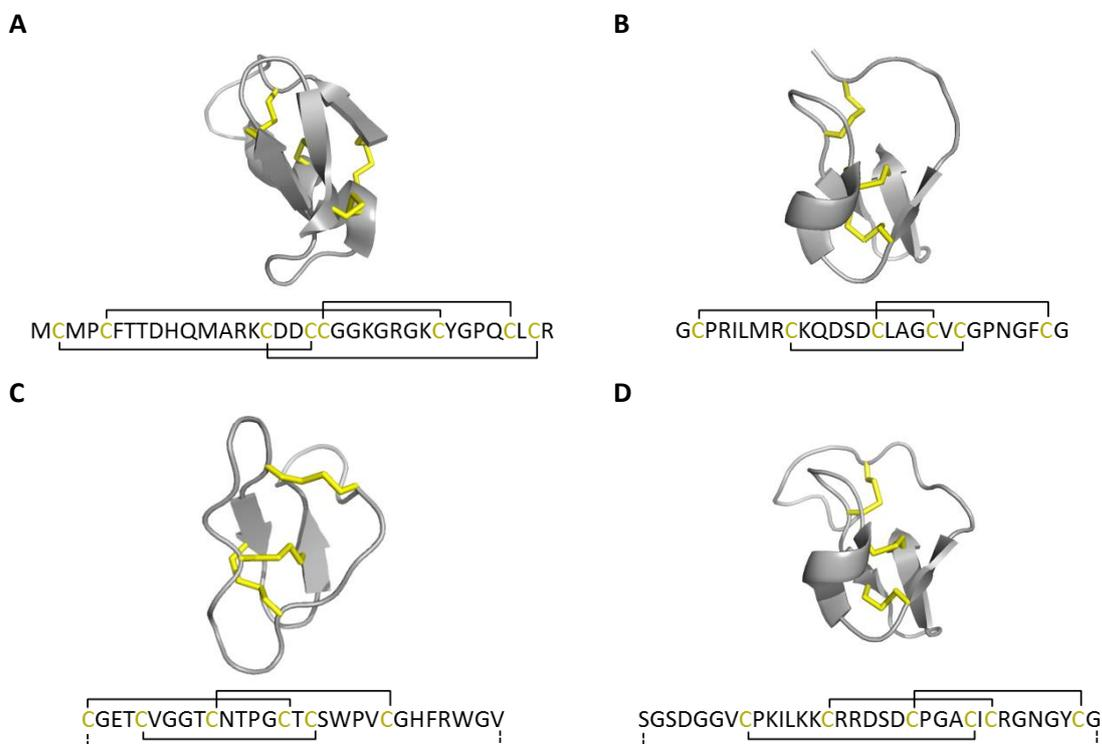 A
B
MCMPCFTTDHQMARKCDDCCGGKGRGKCYGPQCLCR
GCPRILMRCKQDSDCLAGCVCGPNGFCG
C
D
CGETCVGGTCNTPGCTCSWPVCGHFRWGV
SGSDGGVCPKILKKCRRDSDCPGACICRGNGYCG